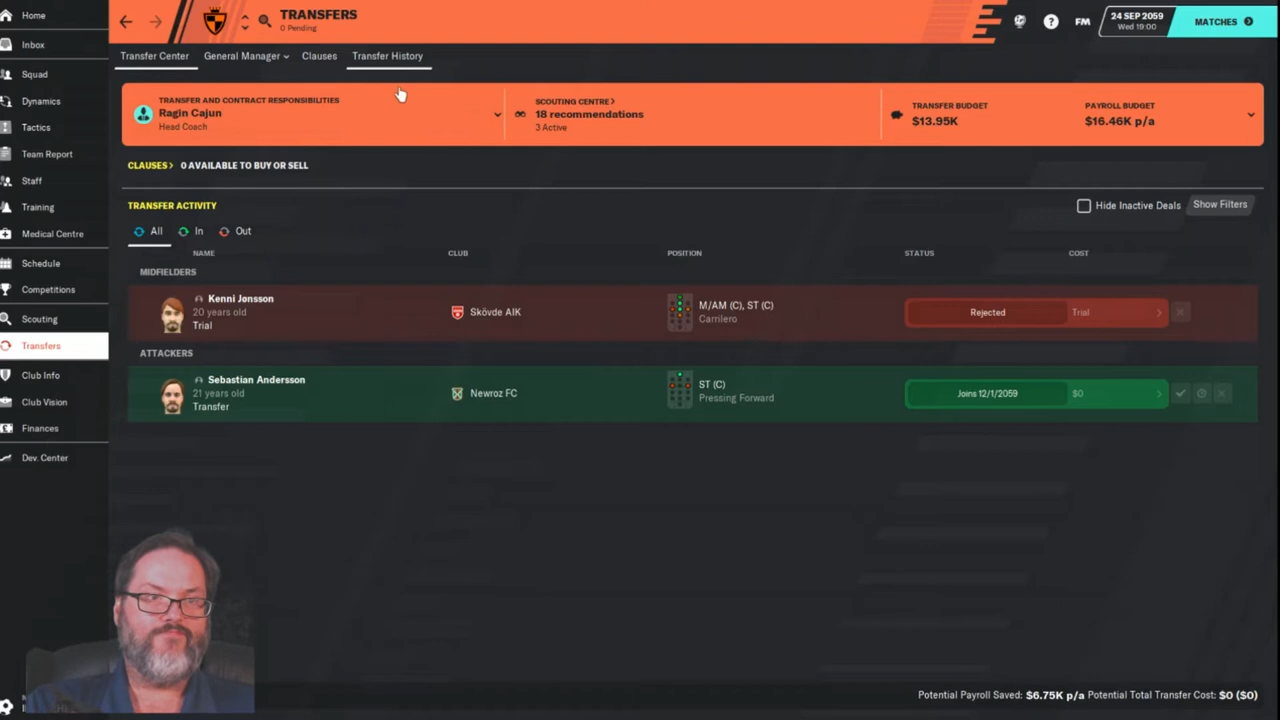 Home
Inbox
Squad
Dynamics
Tactics
Team Report
Staff
Training
Medical Centre
Schedule
Competitions
Scouting
Transfers
Club Info
Club Vision
Finances
Dev. Center
TRANSFERS
0 Pending
FM
24 SEP 2059
Wed 19:00
MATCHES
Transfer Center
General Manager
Clauses
Transfer History
TRANSFER AND CONTRACT RESPONSIBILITIES
Ragin Cajun
Head Coach
SCOUTING CENTRE >
18 recommendations
3 Active
TRANSFER BUDGET
$13.95K
PAYROLL BUDGET
$16.46K p/a
CLAUSES > 0 AVAILABLE TO BUY OR SELL
TRANSFER ACTIVITY
Hide Inactive Deals
Show Filters
All
In
Out
NAME
CLUB
POSITION
STATUS
COST
MIDFIELDERS
Kenni Jønsson
20 years old
Trial
Skövde AIK
M/AM (C), ST (C)
Carrilero
Rejected
Trial
ATTACKERS
Sebastian Andersson
21 years old
Transfer
Newroz FC
ST (C)
Pressing Forward
Joins 12/1/2059
$0
Potential Payroll Saved: $6.75K p/a Potential Total Transfer Cost: $0 ($0)